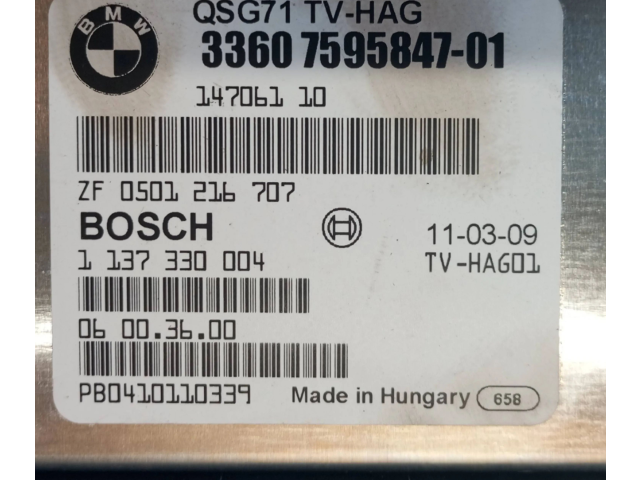 BMW
QSG71 TV-HAG
3360 7595847-01
147061 10
ZF 0501 216 707
BOSCH
11-03-09
1 137 330 004
TV-HAG01
06 00.36.00
PB0410110339
Made in Hungary 658